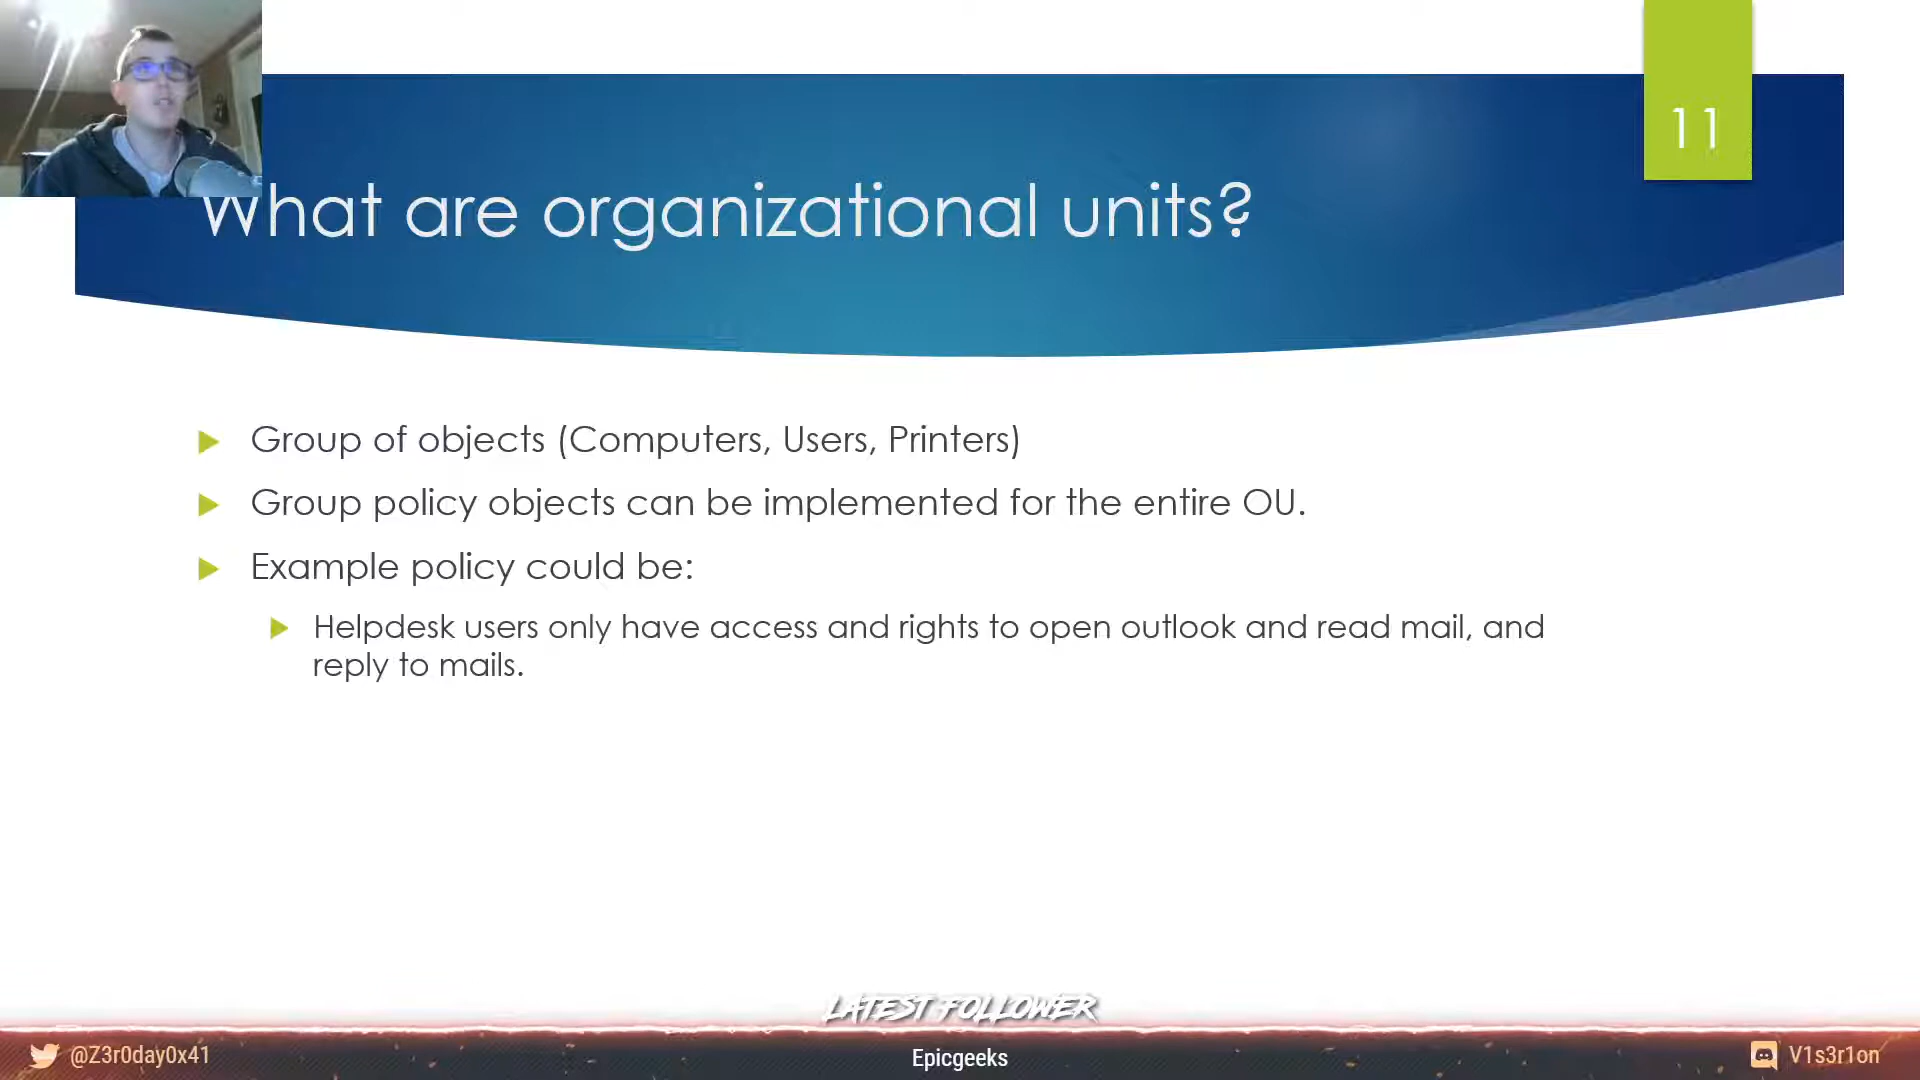 11
What are organizational units?
Group of objects (Computers, Users, Printers)
Group policy objects can be implemented for the entire OU.
Example policy could be:
Helpdesk users only have access and rights to open outlook and read mail, and
reply to mails.
LATEST FOLLOWER
@Z3r0day0x41
Epicgeeks
V1s3r1on